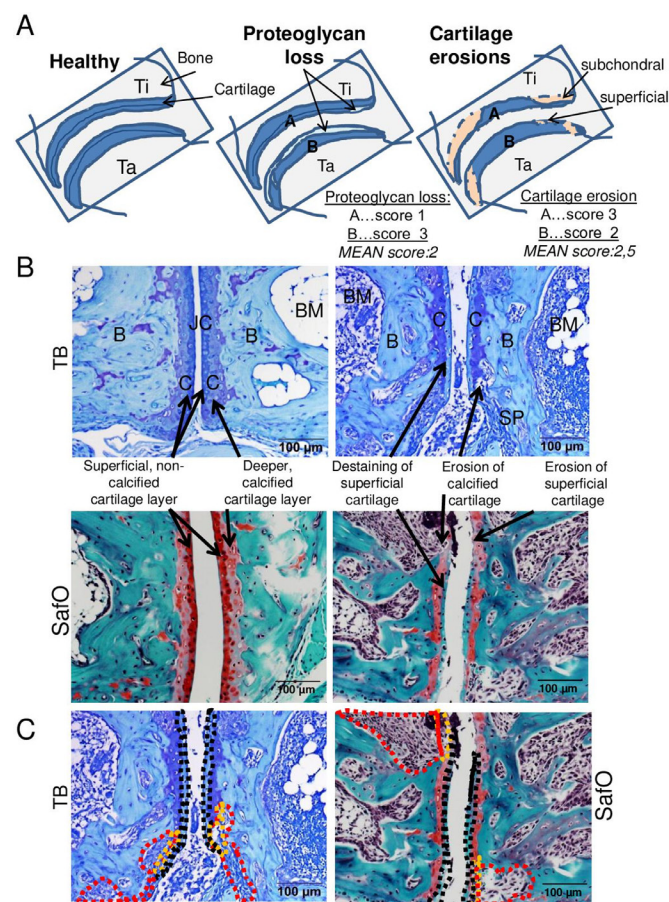 A
Healthy
Bone
Ti
Cartilage
Ta
Proteoglycan
loss
Ti
A
B
Ta
Proteoglycan loss:
A...score 1
B...score 3
MEAN score:2
Cartilage
erosions
Ti
subchondral
superficial
A
B
Ta
Cartilage erosion
A...score 3
B...score 2
MEAN score:2,5
B
TB
B
JC
B
BM
C
C
100 µm
BM
C
C
B
B
BM
SP
100 µm
Superficial, non-
calcified
cartilage layer
Deeper,
calcified
cartilage layer
Destaining of
superficial
cartilage
Erosion of
calcified
cartilage
Erosion of
superficial
cartilage
SafO
100 µm
100 µm
C
TB
100 µm
SafO
100 µm